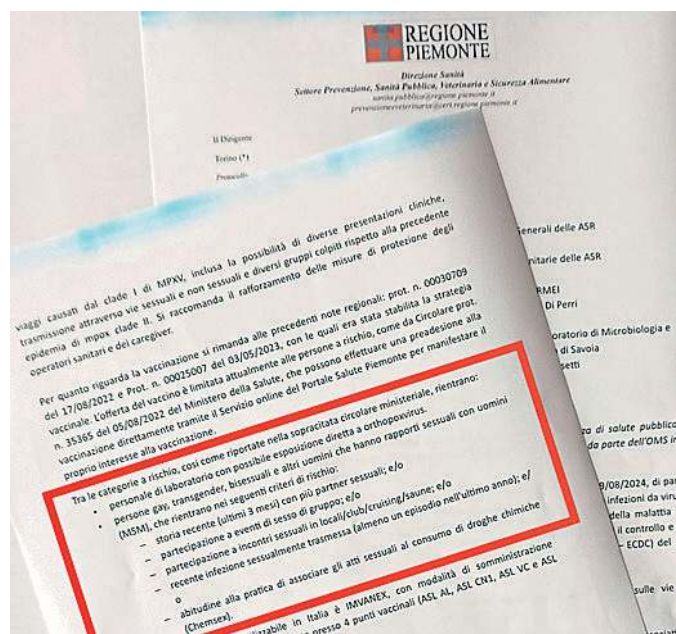 REGIONE
PIEMONTE
Direzione Sanità
Settore Prevenzione, Sanità Pubblica, Veterinaria e Sicurezza Alimentare
sanita.pubblica@regione.piemonte.it
prevenzioneveterinaria@cert.regione.piemonte.it
Il Dirigente
Torino (*)
Protocollo
viaggi causati dal clade I di MPXV, inclusa la possibilità di diverse presentazioni cliniche,
trasmissione attraverso vie sessuali e non sessuali e diversi gruppi colpiti rispetto alla precedente
epidemia di mpox clade II. Si raccomanda il rafforzamento delle misure di protezione degli
operatori sanitari e dei caregiver.
Per quanto riguarda la vaccinazione si rimanda alle precedenti note regionali: prot. n. 00030709
del 17/08/2022 e Prot. n. 00025007 del 03/05/2023, con le quali era stata stabilita la strategia
vaccinale. L'offerta del vaccino è limitata attualmente alle persone a rischio, come da Circolare prot.
n. 35365 del 05/08/2022 del Ministero della Salute, che possono effettuare una preadesione alla
vaccinazione direttamente tramite il Servizio online del Portale Salute Piemonte per manifestare il
proprio interesse alla vaccinazione.
Tra le categorie a rischio, così come riportate nella sopracitata circolare ministeriale, rientrano:
• personale di laboratorio con possibile esposizione diretta a orthopoxvirus.
• persone gay, transgender, bisessuali e altri uomini che hanno rapporti sessuali con uomini
(MSM), che rientrano nei seguenti criteri di rischio:
– storia recente (ultimi 3 mesi) con più partner sessuali; e/o
– partecipazione a eventi di sesso di gruppo; e/o
– partecipazione a incontri sessuali in locali/club/cruising/saune; e/o
– recente infezione sessualmente trasmessa (almeno un episodio nell'ultimo anno); e/
o
– abitudine alla pratica di associare gli atti sessuali al consumo di droghe chimiche
(Chemsex).
in Italia è IMVANEX, con modalità di somministrazione
presso 4 punti vaccinali (ASL AL, ASL CN1, ASL VC e ASL
Generali delle ASR
nitarie delle ASR
RMEI
Di Perri
oratorio di Microbiologia e
di Savoia
setti
za di salute pubblica
da parte dell'OMS in
9/08/2024, di par
infezioni da viru
della malattia
il controllo e
– ECDC) del
sulle vie